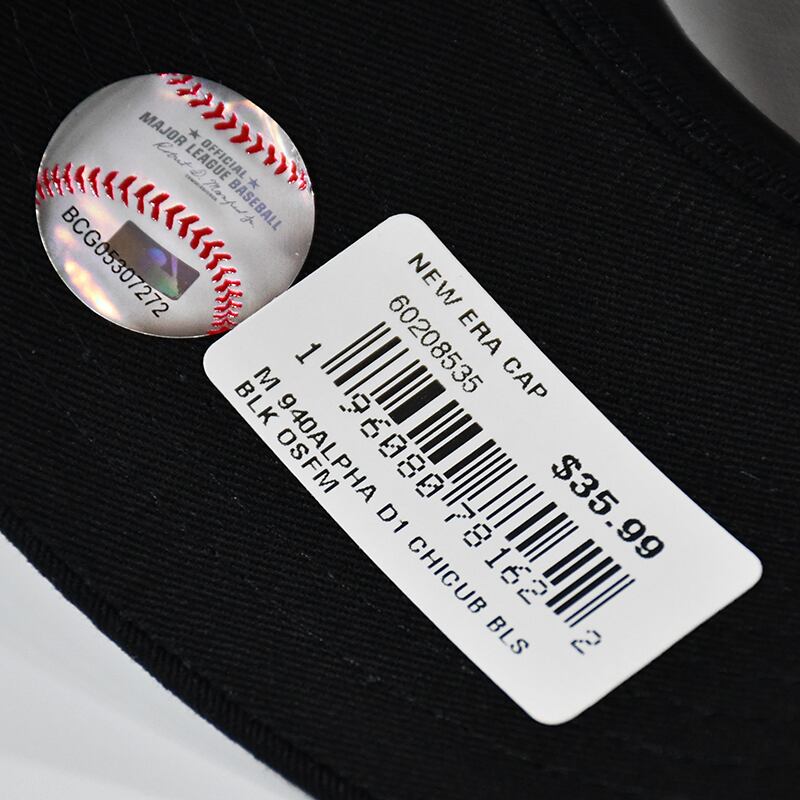 OFFICIAL
MAJOR LEAGUE BASEBALL
BCG05307272
NEW ERA CAP
60208535
$35.99
1 96080 78162 2
M 940ALPHA D1 CHICUB BLS
BLK OSFM